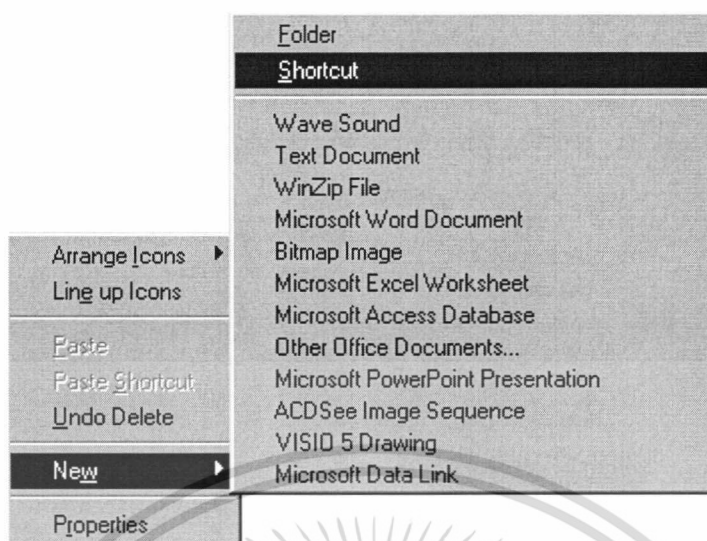 Folder
Shortcut
Wave Sound
Text Document
WinZip File
Microsoft Word Document
Bitmap Image
Microsoft Excel Worksheet
Microsoft Access Database
Other Office Documents...
Microsoft PowerPoint Presentation
ACDSee Image Sequence
VISIO 5 Drawing
Microsoft Data Link
Arrange Icons
Line up Icons
Paste
Paste Shortcut
Undo Delete
New
Properties